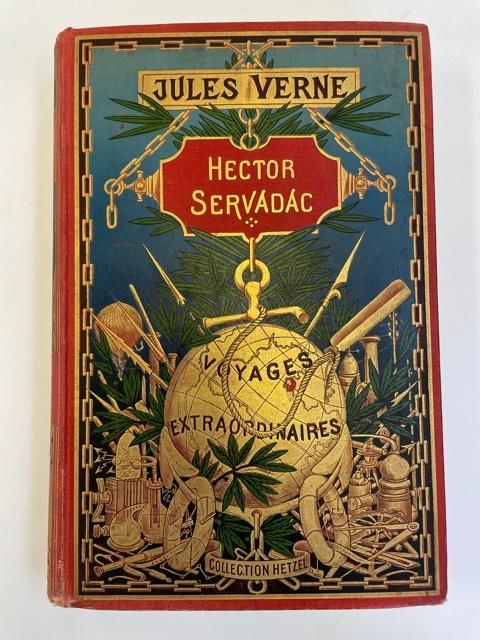 JULES VERNE
HECTOR
SERVADAC
VOYAGES
EXTRAORDINAIRES
COLLECTION HETZEL